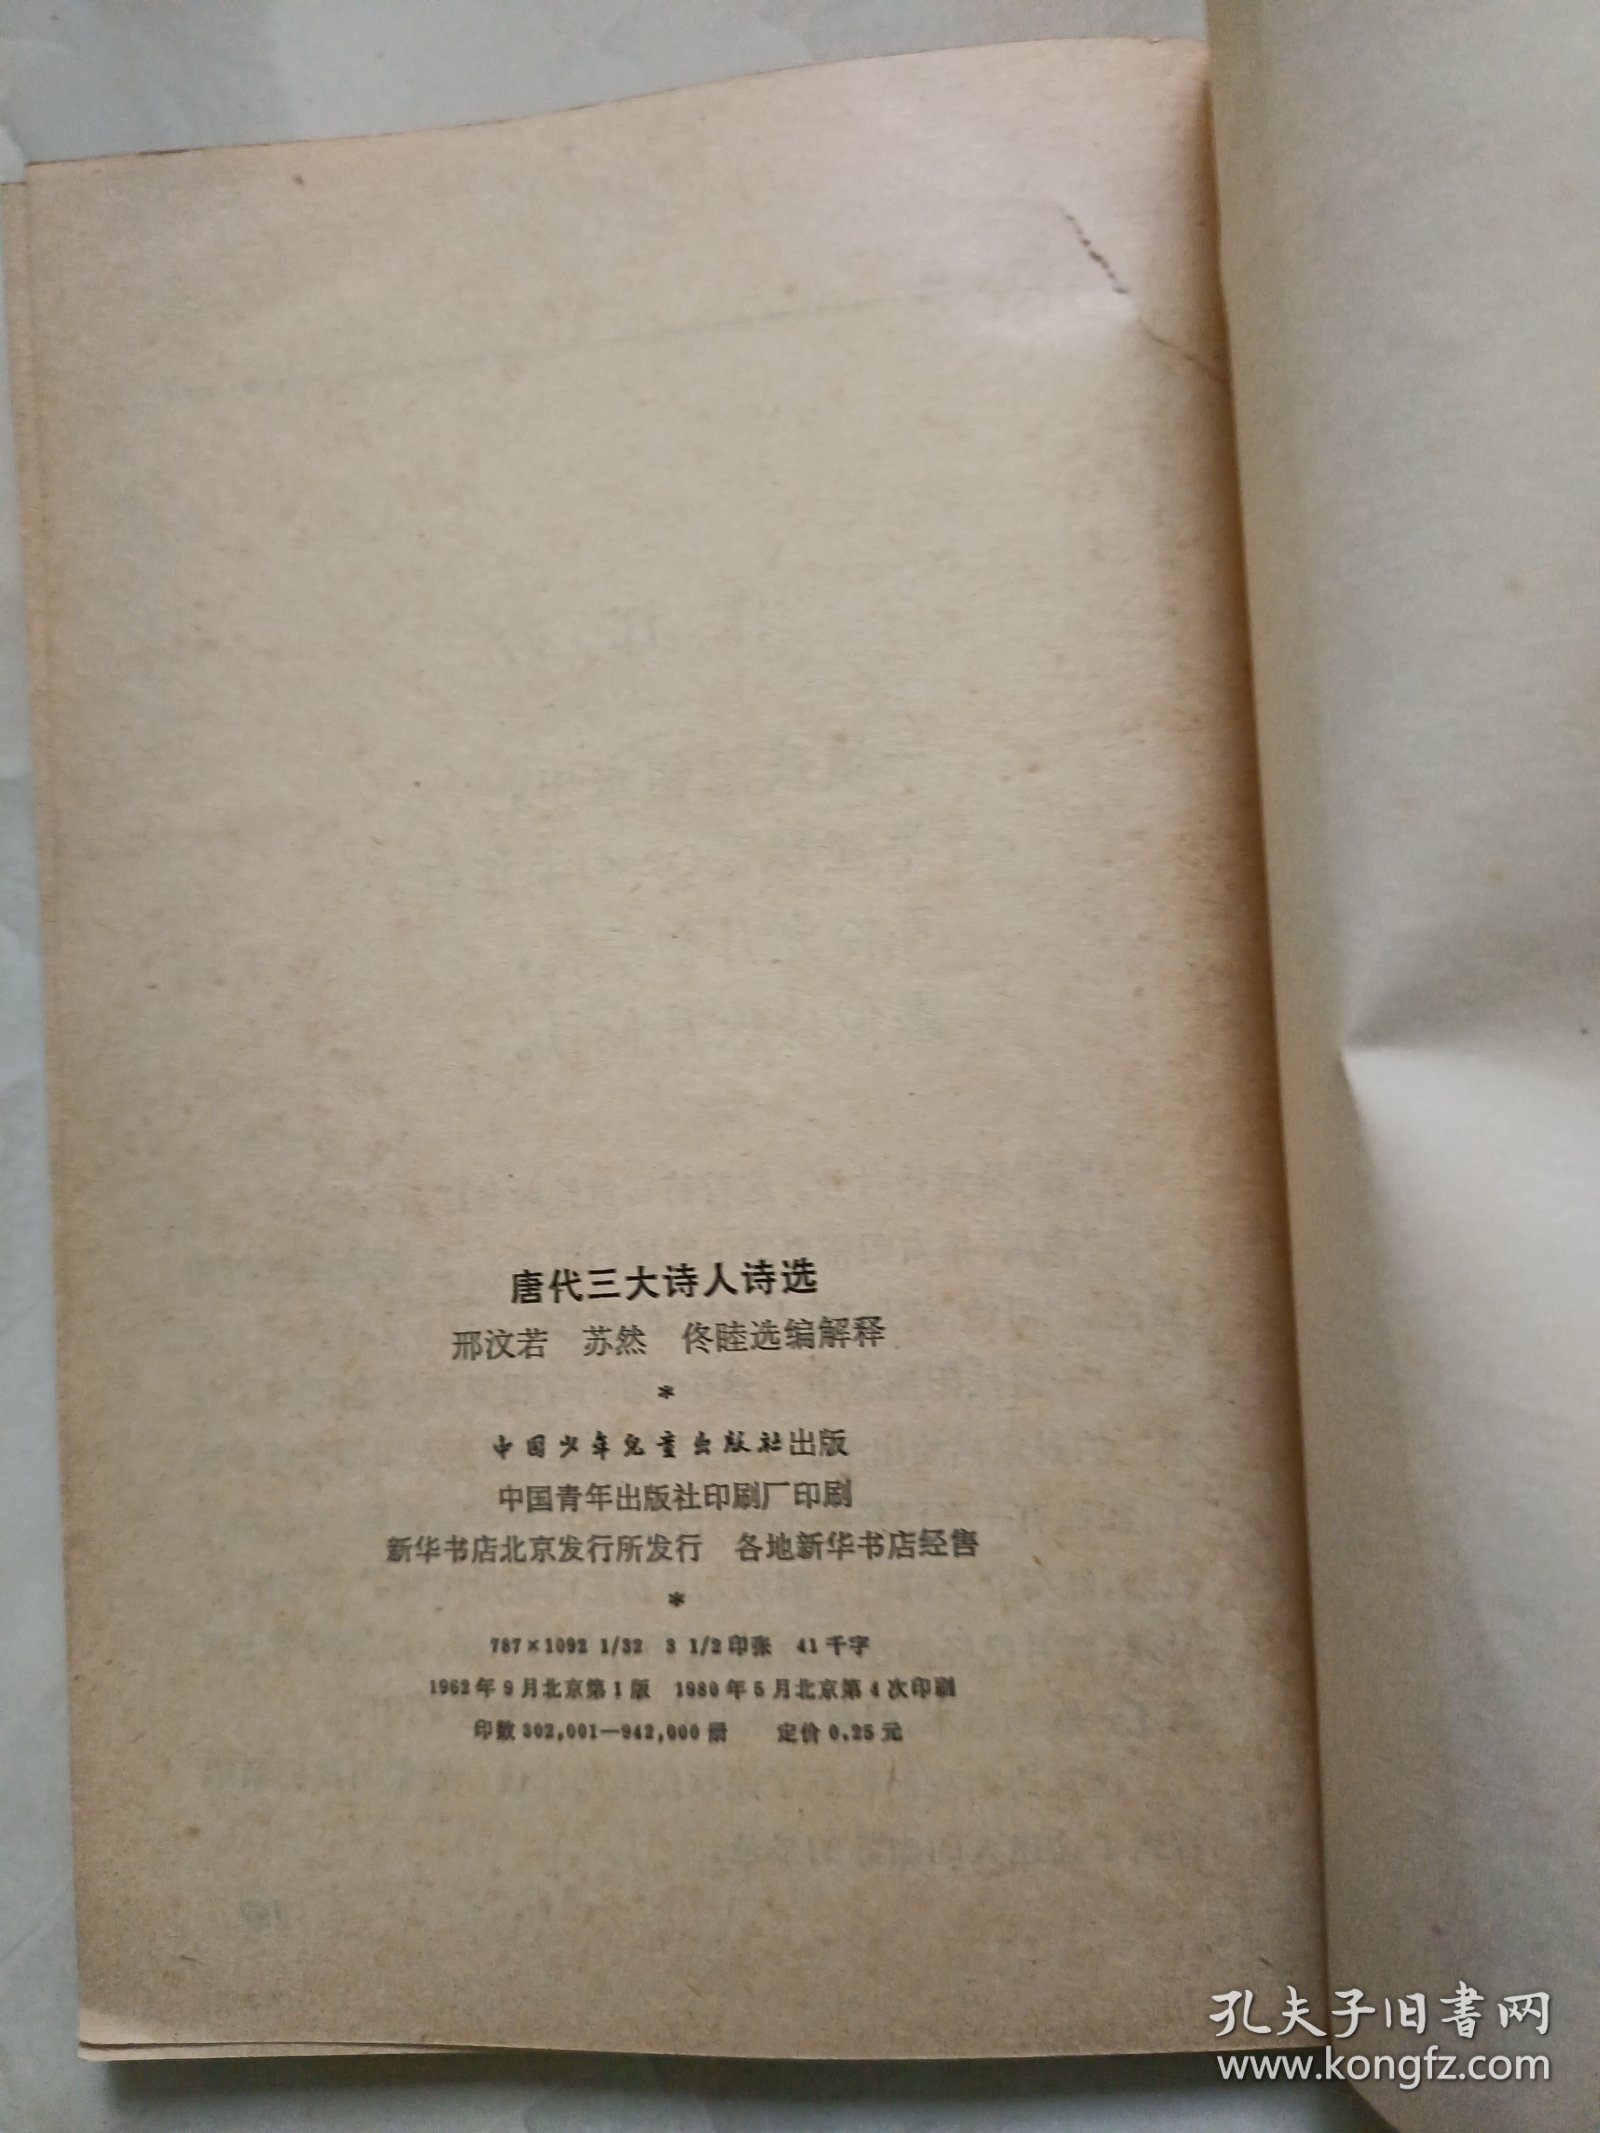 唐代三大诗人诗选
邢汶若　苏然　佟睦选编解释
*
中国少年儿童出版社出版
中国青年出版社印刷厂印刷
新华书店北京发行所发行　各地新华书店经售
*
787×1092 1/32　3 1/2印张　41千字
1962年9月北京第1版　1980年5月北京第4次印刷
印数302,001—942,000册　定价0.25元
孔夫子旧书网
www.kongfz.com